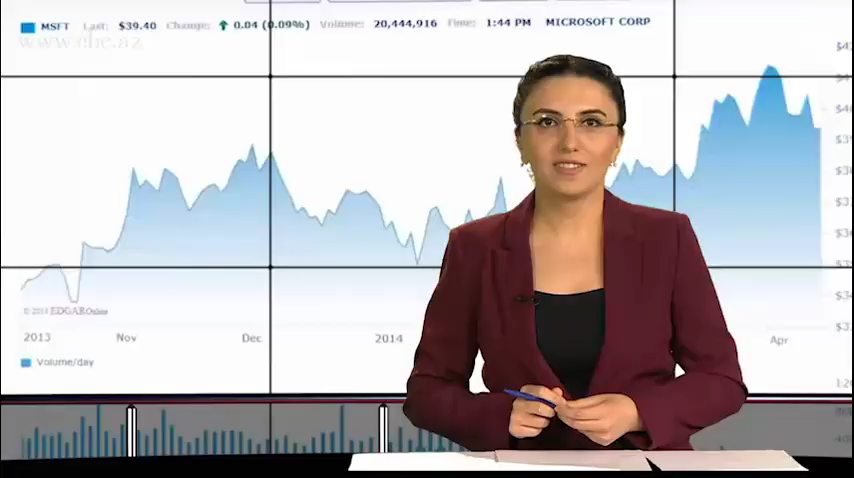 MSFT Last: $39.40 Change: 0.04 (0.09%) Volume: 20,444,916 Time: 1:44 PM MICROSOFT CORP
www.cbe.az
© 2014 EDGAROnline
2013 Nov Dec 2014 Apr
Volume/day